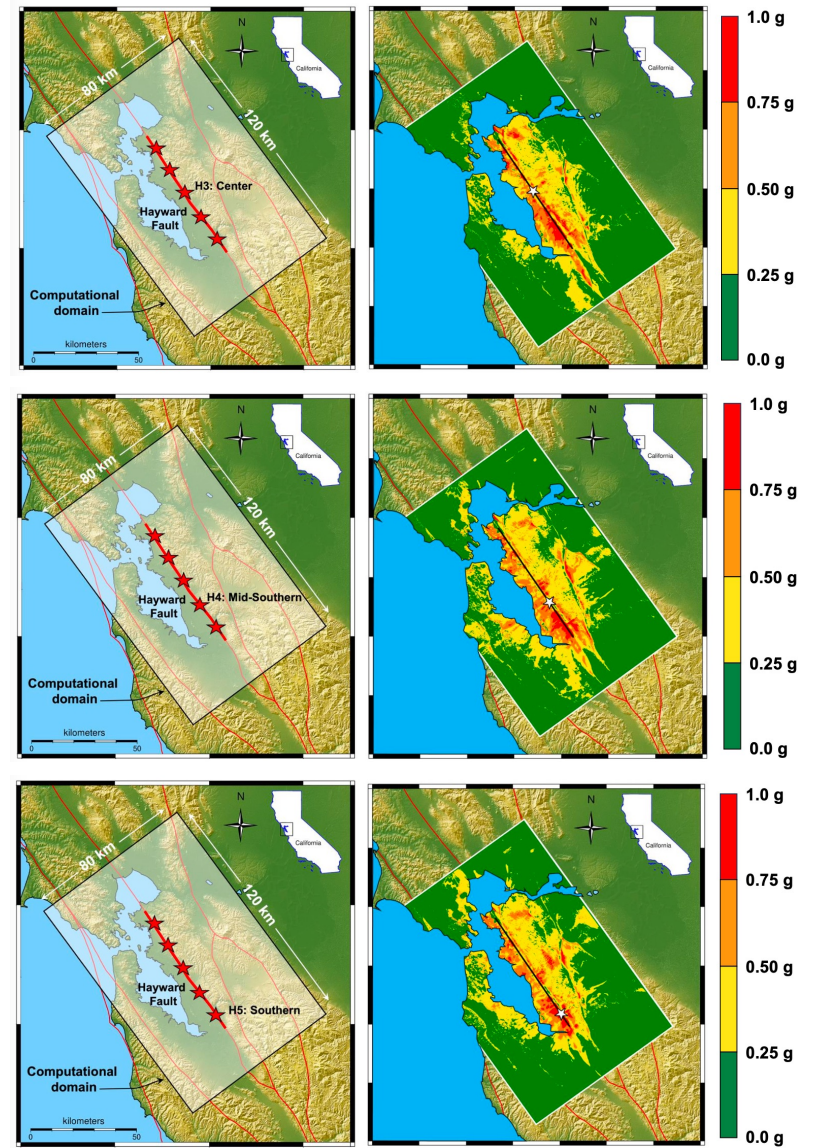 N
California
80 km
120 km
H3: Center
Hayward
Fault
Computational
domain
kilometers
0 50
N
California
1.0 g
0.75 g
0.50 g
0.25 g
0.0 g
N
California
80 km
120 km
H4: Mid-Southern
Hayward
Fault
Computational
domain
kilometers
0 50
N
California
1.0 g
0.75 g
0.50 g
0.25 g
0.0 g
N
California
80 km
120 km
Hayward
Fault
H5: Southern
Computational
domain
kilometers
0 50
N
California
1.0 g
0.75 g
0.50 g
0.25 g
0.0 g